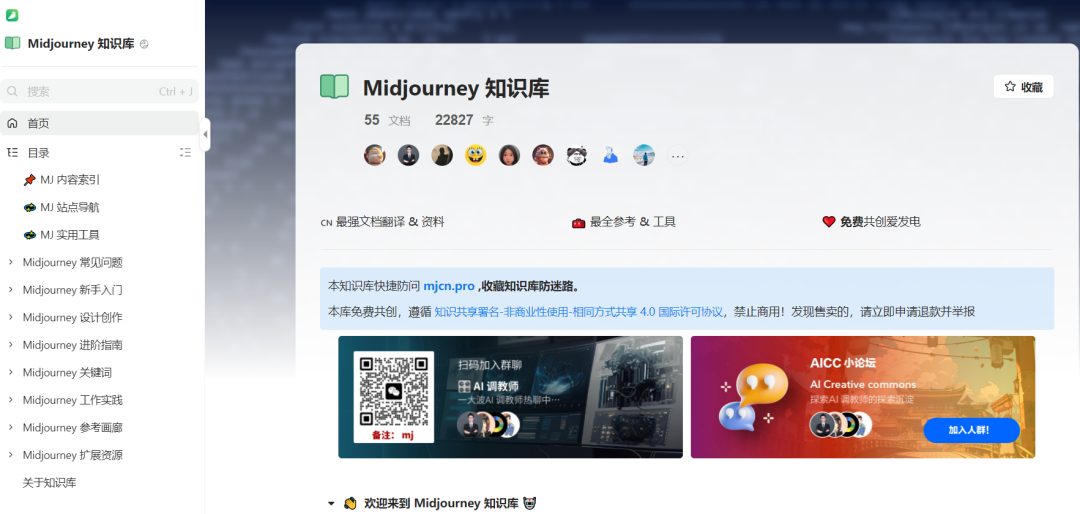 Midjourney 知识库
搜索
Ctrl + J
首页
目录
MJ 内容索引
MJ 站点导航
MJ 实用工具
Midjourney 常见问题
Midjourney 新手入门
Midjourney 设计创作
Midjourney 进阶指南
Midjourney 关键词
Midjourney 工作实践
Midjourney 参考画廊
Midjourney 扩展资源
关于知识库
Midjourney 知识库
收藏
55 文档 22827 字
CN 最强文档翻译 & 资料
最全参考 & 工具
免费共创爱发电
本知识库快捷防问 mjcn.pro ,收藏知识库防迷路。
本库免费共创，遵循 知识共享署名-非商业性使用-相同方式共享 4.0 国际许可协议，禁止商用！发现售卖的，请立即申请退款并举报
扫码加入群聊
AI 调教师
一大波AI 调教师热聊中…
备注： mj
AICC 小论坛
AI Creative commons
探索AI 调教师的探索沉淀
加入人群!
欢迎来到 Midjourney 知识库